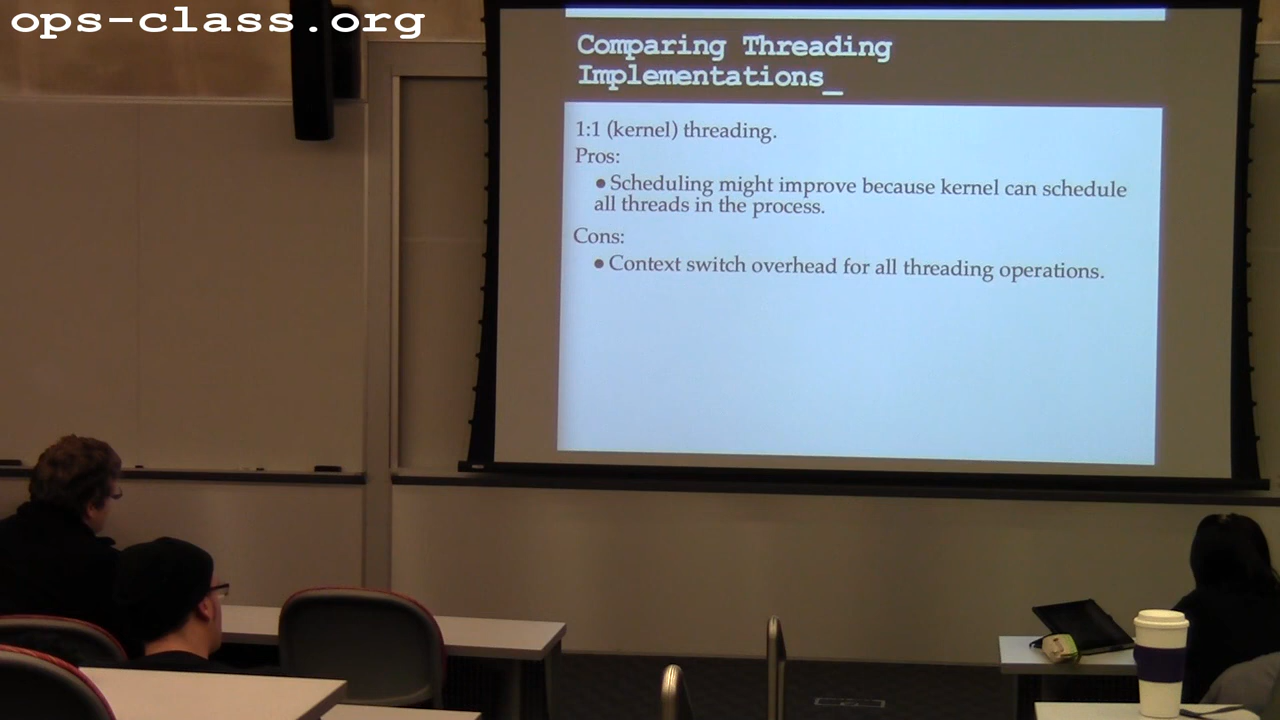 ops-class.org
Comparing Threading
Implementations_
1:1 (kernel) threading.
Pros:
● Scheduling might improve because kernel can schedule
all threads in the process.
Cons:
● Context switch overhead for all threading operations.